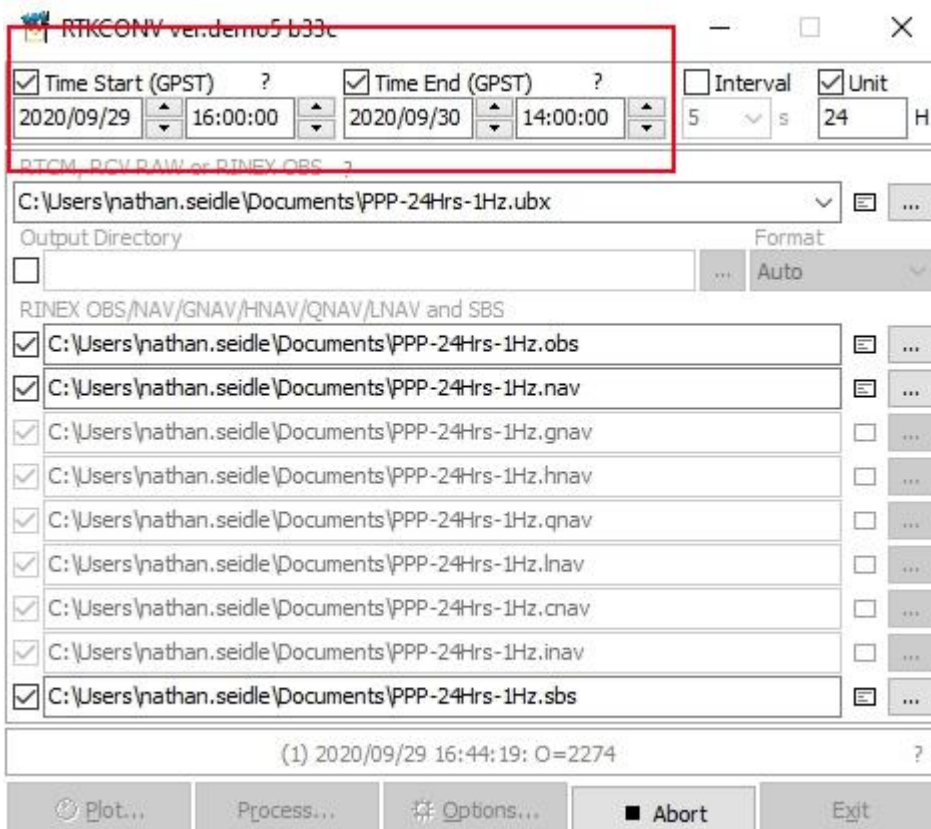 RTKCONV ver.demo5 b33c
Time Start (GPST) ? Time End (GPST) ? Interval Unit
2020/09/29 16:00:00 2020/09/30 14:00:00 5 s 24 H
RTCM, RCV RAW or RINEX OBS ?
C:\Users\nathan.seidle\Documents\PPP-24Hrs-1Hz.ubx ...
Output Directory Format
... Auto
RINEX OBS/NAV/GNAV/HNAV/QNAV/LNAV and SBS
C:\Users\nathan.seidle\Documents\PPP-24Hrs-1Hz.obs ...
C:\Users\nathan.seidle\Documents\PPP-24Hrs-1Hz.nav ...
C:\Users\nathan.seidle\Documents\PPP-24Hrs-1Hz.gnav ...
C:\Users\nathan.seidle\Documents\PPP-24Hrs-1Hz.hnav ...
C:\Users\nathan.seidle\Documents\PPP-24Hrs-1Hz.qnav ...
C:\Users\nathan.seidle\Documents\PPP-24Hrs-1Hz.lnav ...
C:\Users\nathan.seidle\Documents\PPP-24Hrs-1Hz.cnav ...
C:\Users\nathan.seidle\Documents\PPP-24Hrs-1Hz.inav ...
C:\Users\nathan.seidle\Documents\PPP-24Hrs-1Hz.sbs ...
(1) 2020/09/29 16:44:19: O=2274 ?
Plot... Process... Options... Abort Exit